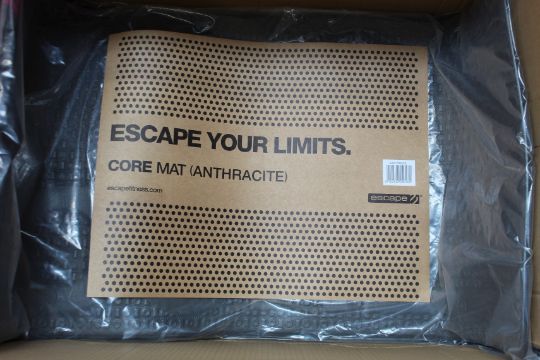 ESCAPE YOUR LIMITS.
CORE MAT (ANTHRACITE)
escapefitness.com
escape